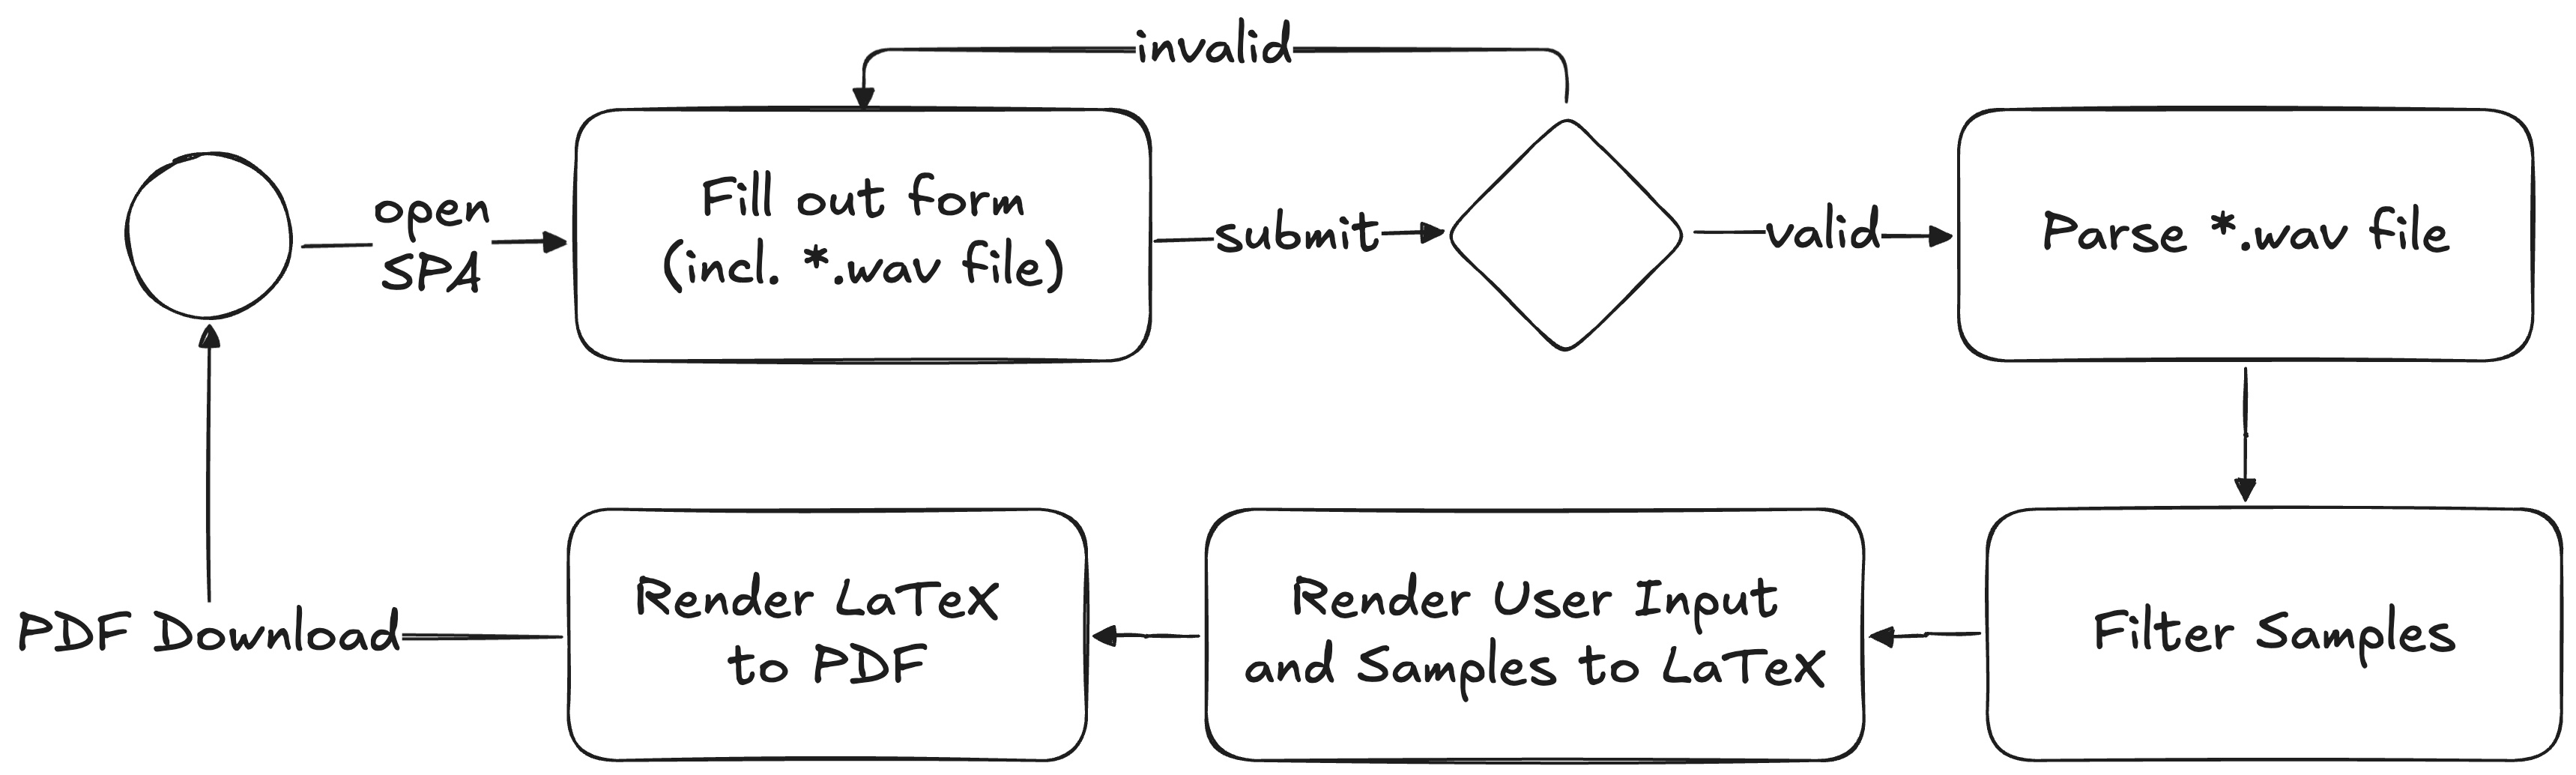 invalid
open
SPA
Fill out form
(incl. *.wav file)
submit
valid
Parse *.wav file
PDF Download
Render LaTeX
to PDF
Render User Input
and Samples to LaTeX
Filter Samples